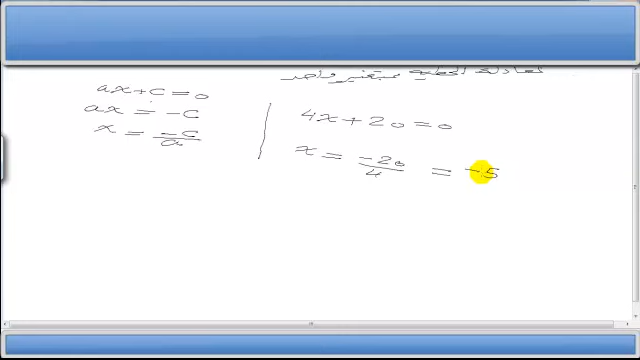 المعادلة الخطية بمتغير واحد
ax+c=0
ax = -c
x = -c/a
4x+20=0
x = -20/4 = -5